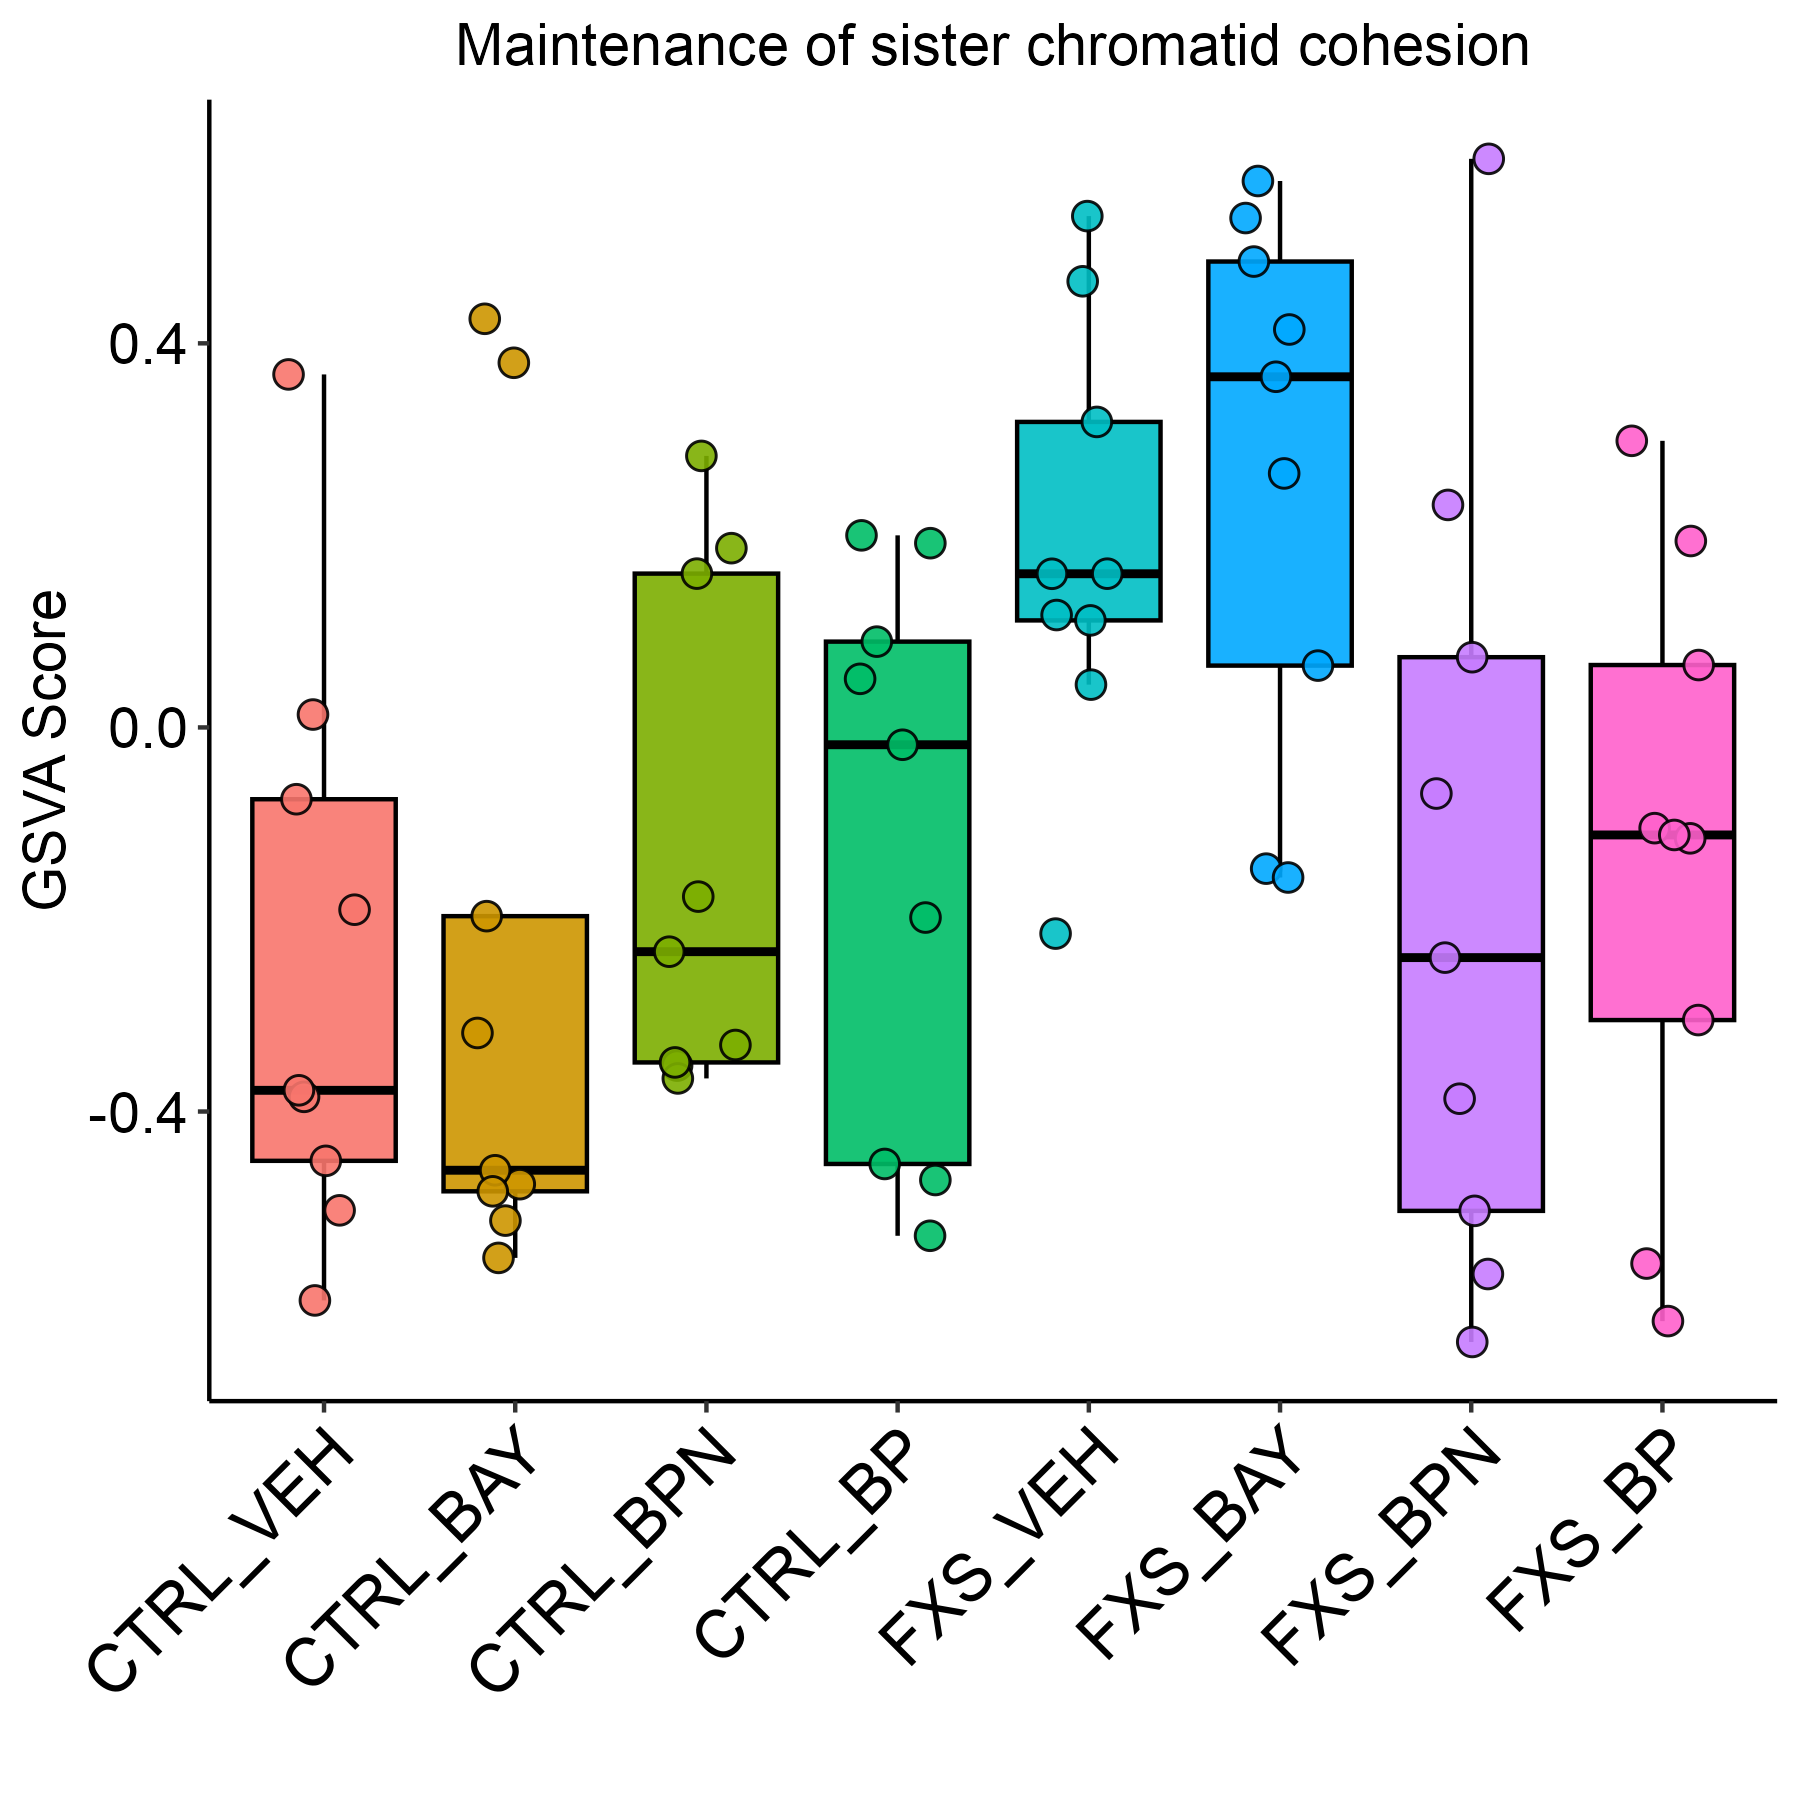 Maintenance of sister chromatid cohesion
GSVA Score
0.4
0.0
-0.4
CTRL_VEH
CTRL_BAY
CTRL_BPN
CTRL_BP
FXS_VEH
FXS_BAY
FXS_BPN
FXS_BP